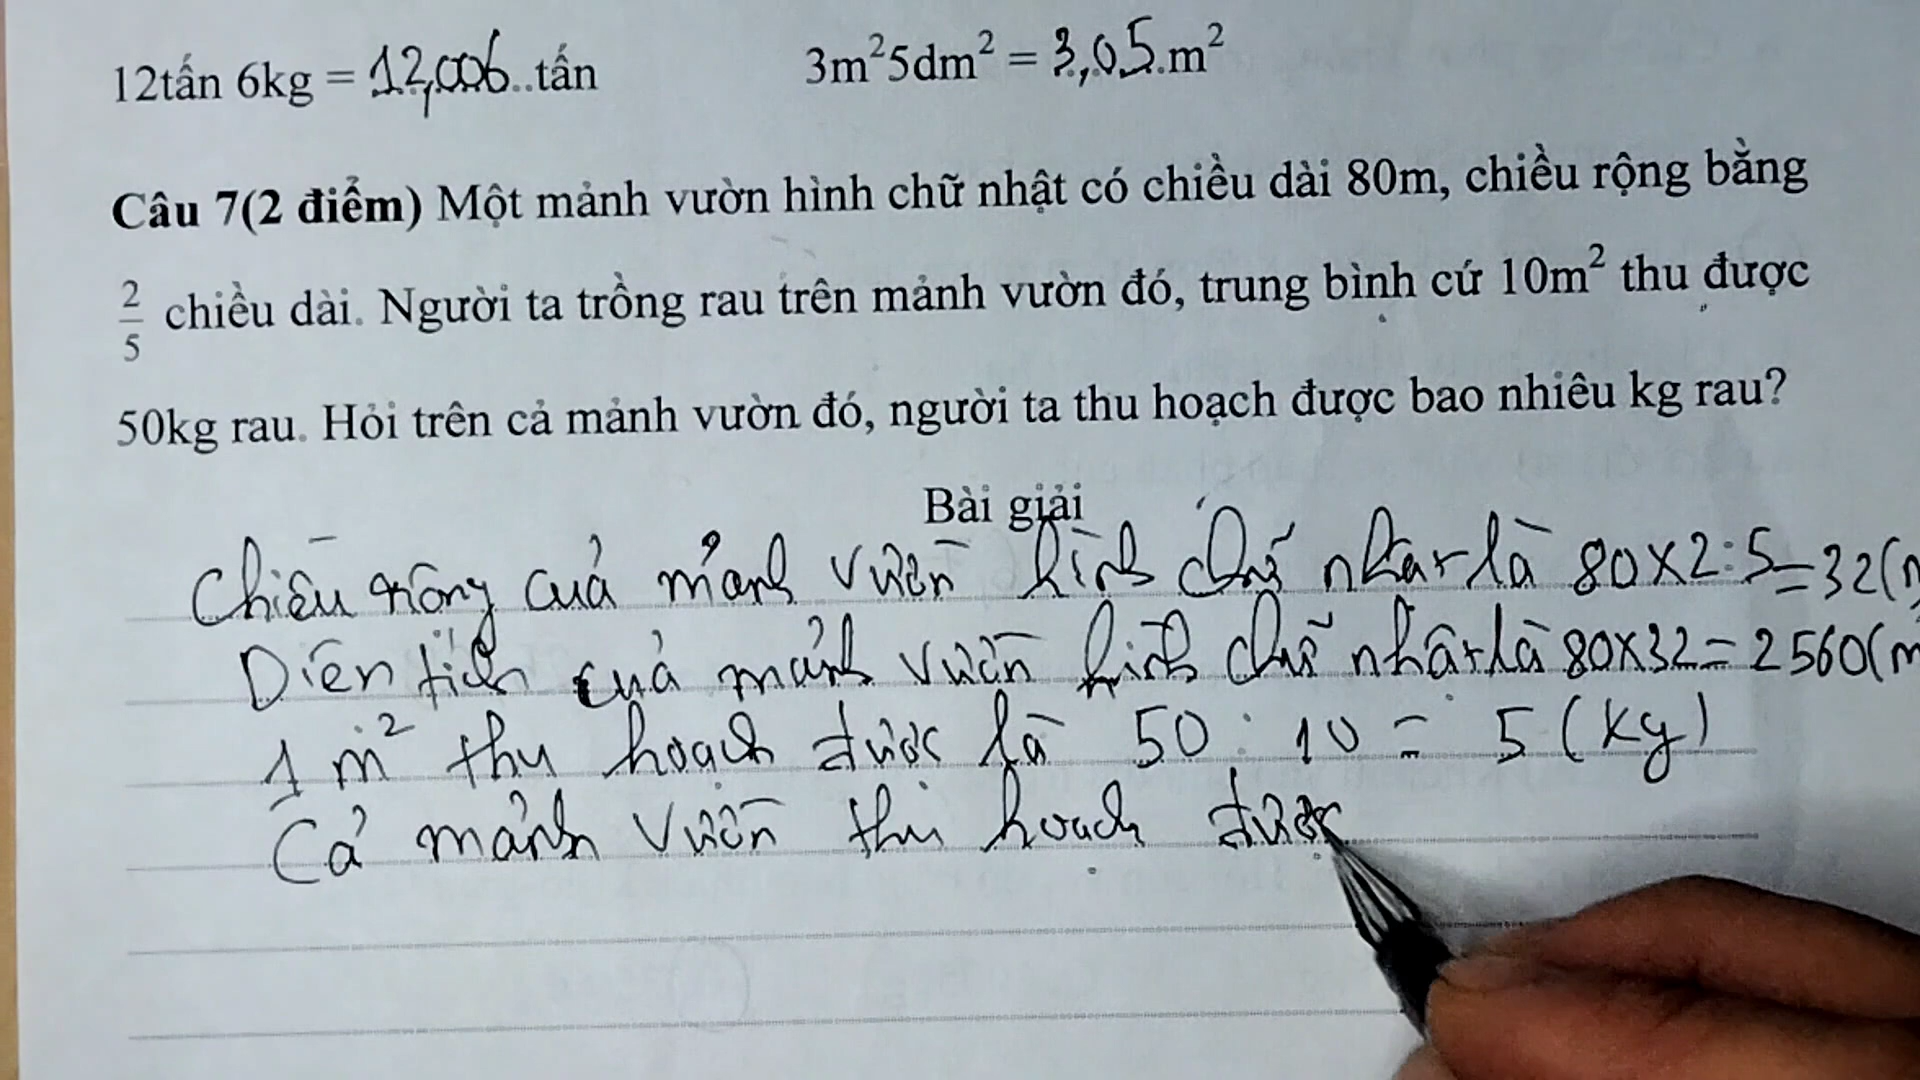 12tấn 6kg = 12,006..tấn 3m²5dm² = 3,05.m²
Câu 7(2 điểm) Một mảnh vườn hình chữ nhật có chiều dài 80m, chiều rộng bằng
2/5 chiều dài. Người ta trồng rau trên mảnh vườn đó, trung bình cứ 10m² thu được
50kg rau. Hỏi trên cả mảnh vườn đó, người ta thu hoạch được bao nhiêu kg rau?
Bài giải
Chiều rộng của mảnh vườn hình chữ nhật là 80x2:5=32(m
Diện tích của mảnh vườn hình chữ nhật là 80x32=2560(m
1 m² thu hoạch được là 50 : 10 = 5 (kg)
Cả mảnh vườn thu hoạch được